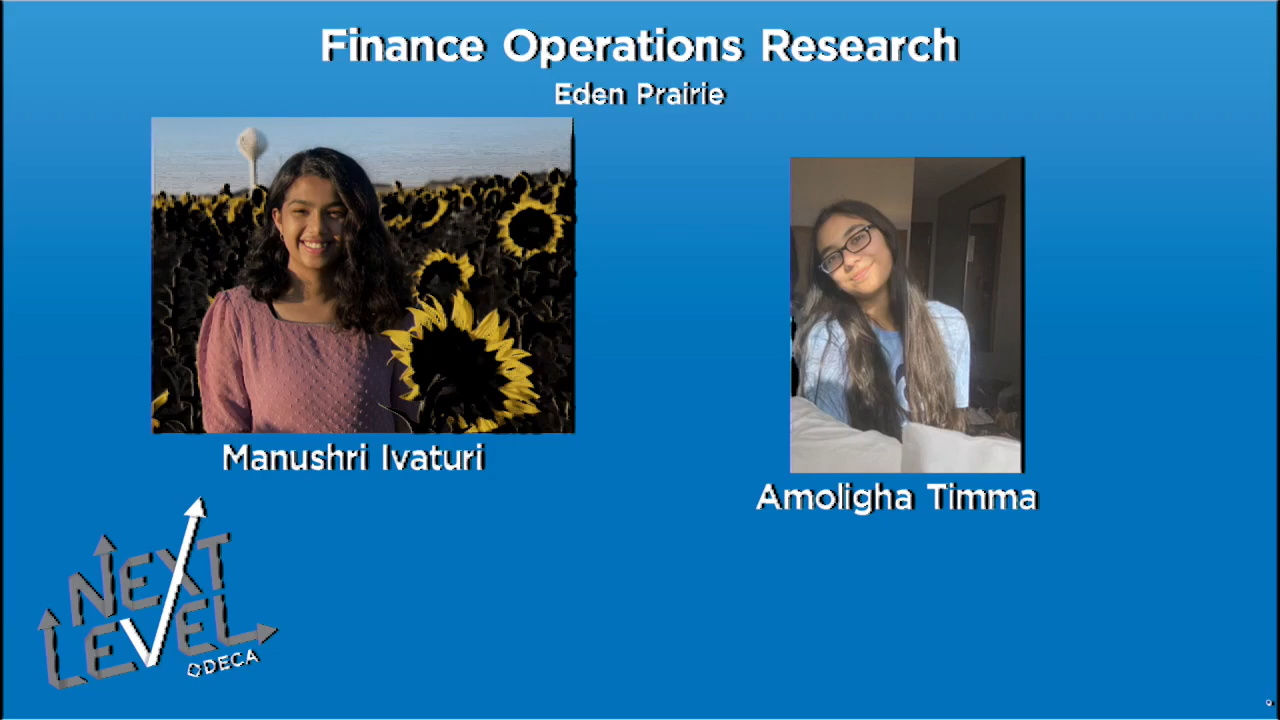 Finance Operations Research
Eden Prairie
Manushri Ivaturi
Amoligha Timma
NEXT
LEVEL
DECA